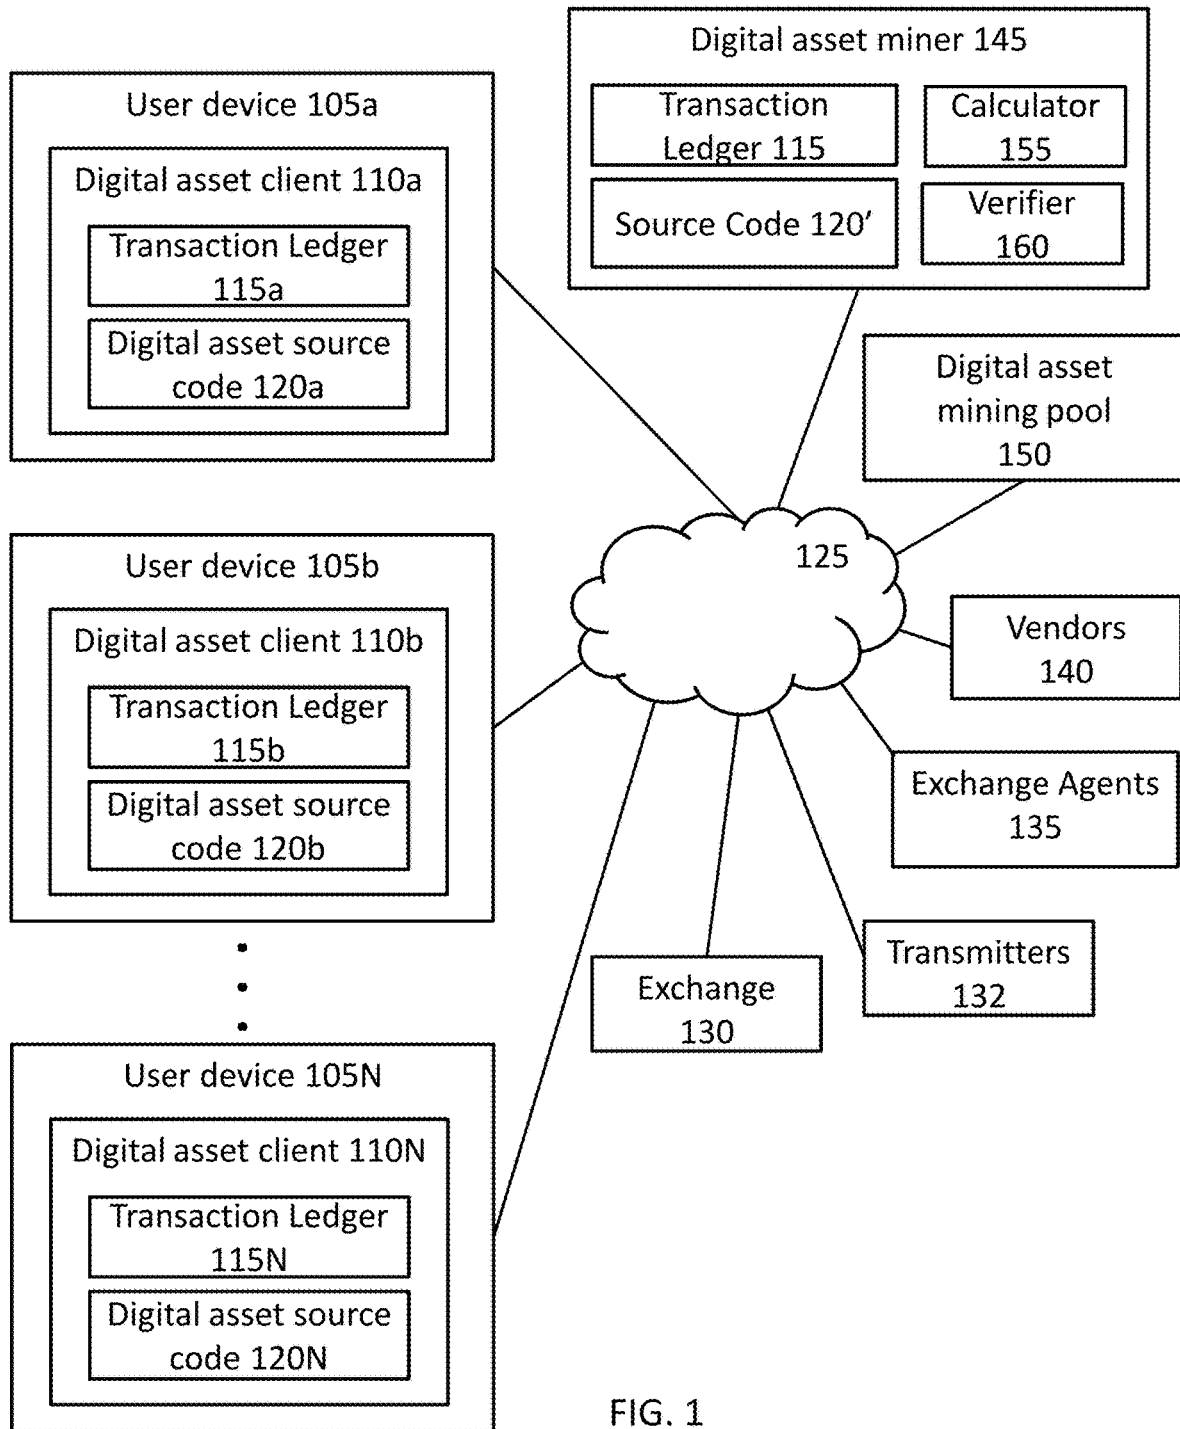 User device 105a
Digital asset client 110a
Transaction Ledger
115a
Digital asset source
code 120a
Digital asset miner 145
Transaction
Ledger 115
Calculator
155
Source Code 120’
Verifier
160
Digital asset
mining pool
150
125
User device 105b
Digital asset client 110b
Transaction Ledger
115b
Digital asset source
code 120b
Vendors
140
Exchange Agents
135
Transmitters
132
Exchange
130
User device 105N
Digital asset client 110N
Transaction Ledger
115N
Digital asset source
code 120N
FIG. 1